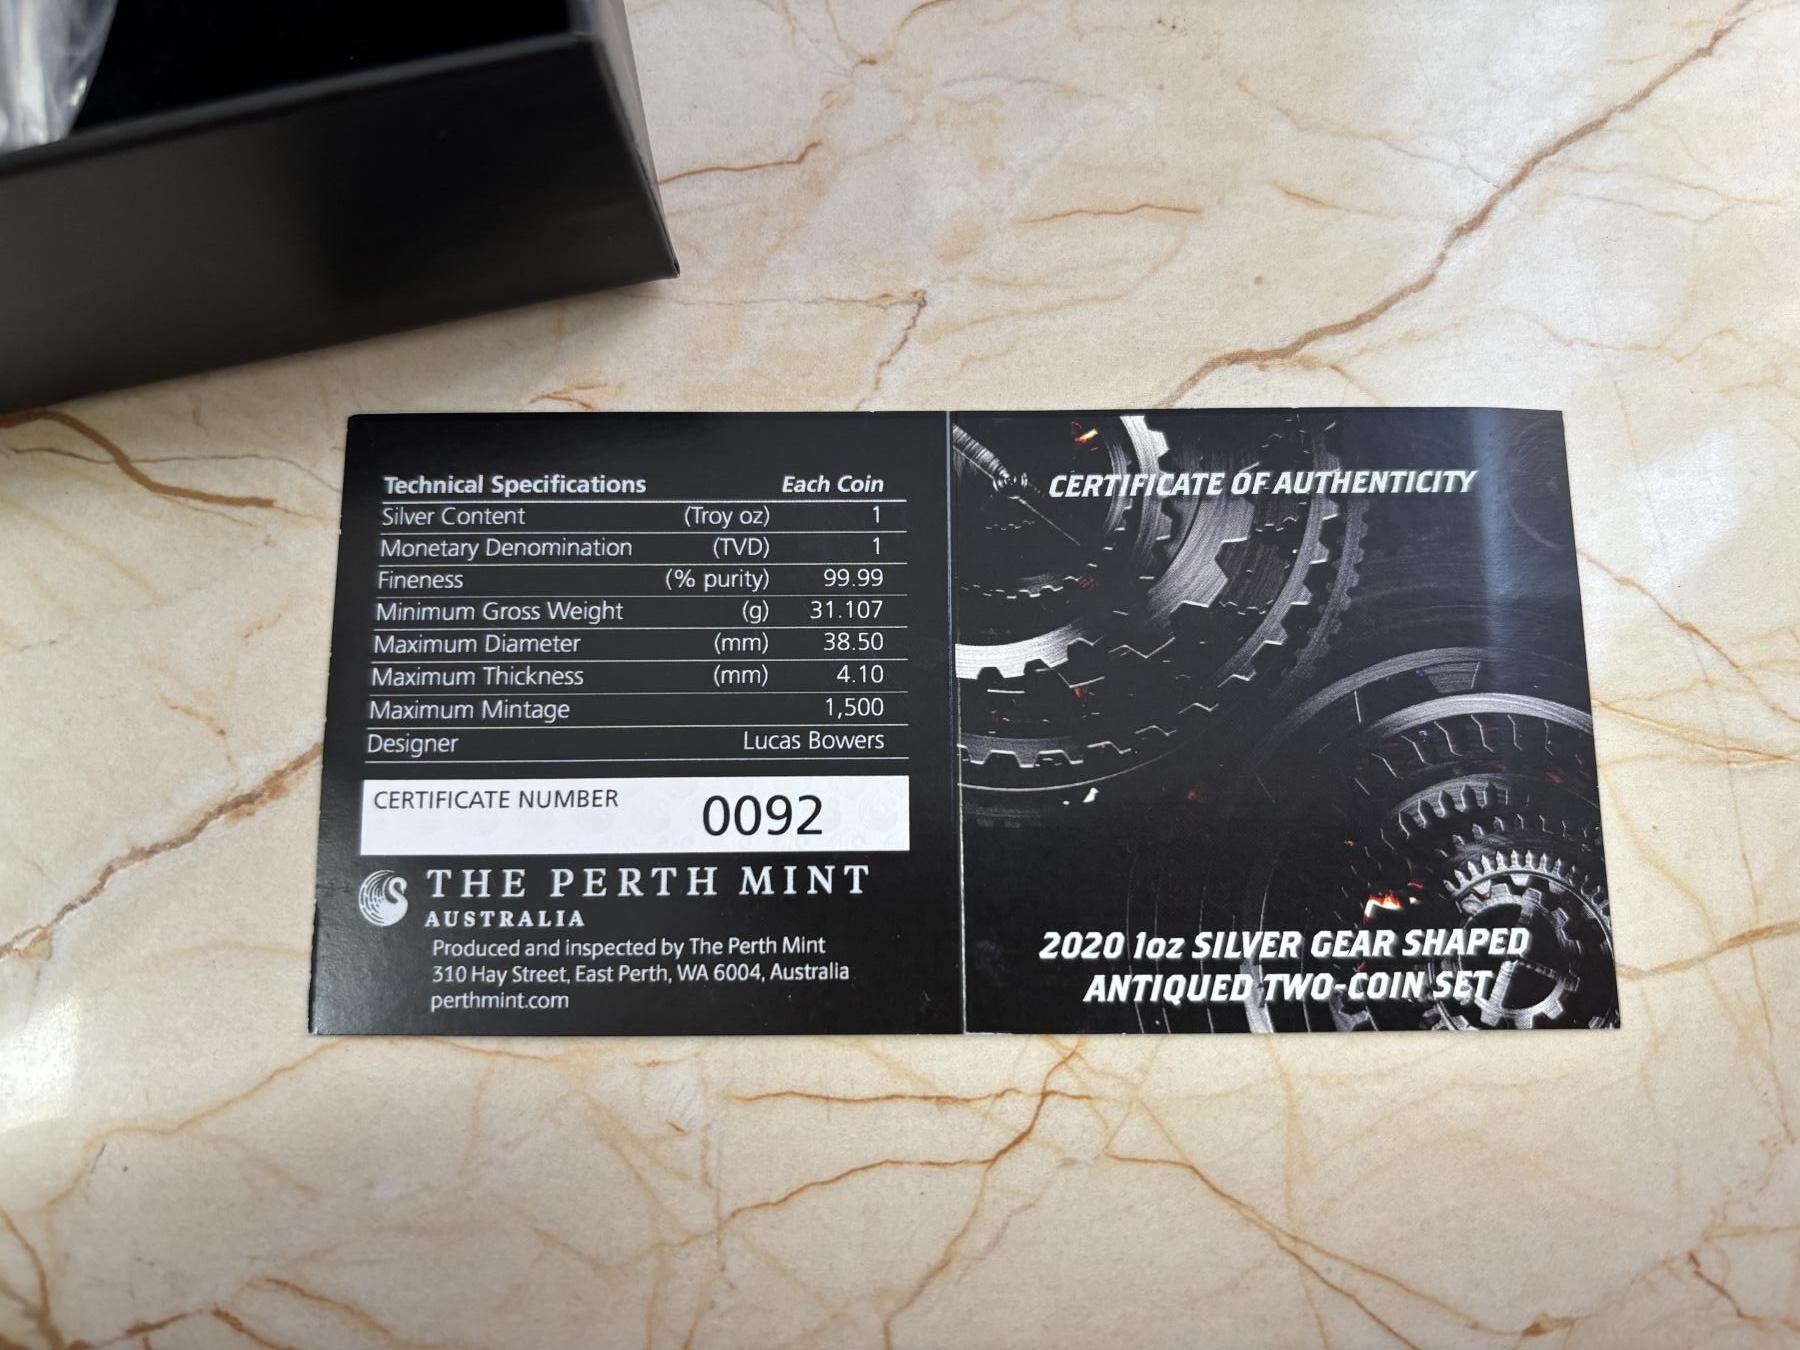 Technical Specifications Each Coin
Silver Content (Troy oz) 1
Monetary Denomination (TVD) 1
Fineness (% purity) 99.99
Minimum Gross Weight (g) 31.107
Maximum Diameter (mm) 38.50
Maximum Thickness (mm) 4.10
Maximum Mintage 1,500
Designer Lucas Bowers
CERTIFICATE NUMBER 0092
THE PERTH MINT
AUSTRALIA
Produced and inspected by The Perth Mint
310 Hay Street, East Perth, WA 6004, Australia
perthmint.com
CERTIFICATE OF AUTHENTICITY
2020 1oz SILVER GEAR SHAPED
ANTIQUED TWO-COIN SET